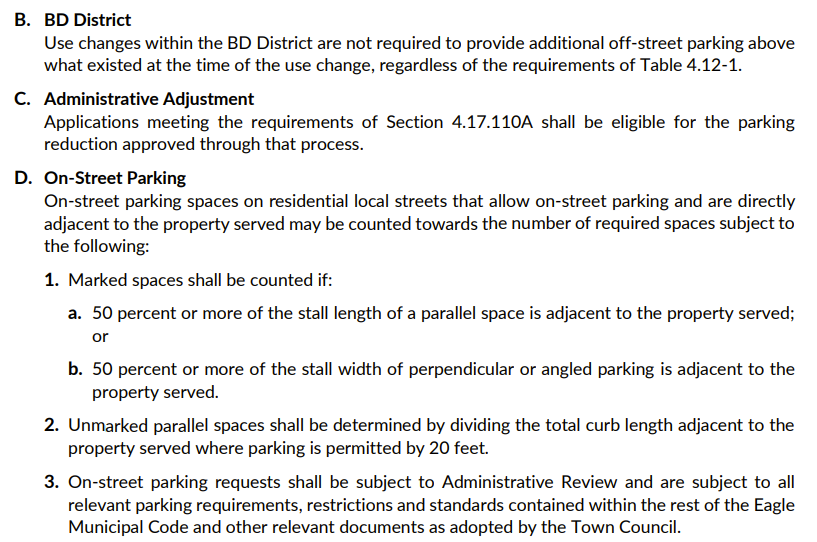 B. BD District
Use changes within the BD District are not required to provide additional off-street parking above
what existed at the time of the use change, regardless of the requirements of Table 4.12-1.
C. Administrative Adjustment
Applications meeting the requirements of Section 4.17.110A shall be eligible for the parking
reduction approved through that process.
D. On-Street Parking
On-street parking spaces on residential local streets that allow on-street parking and are directly
adjacent to the property served may be counted towards the number of required spaces subject to
the following:
1. Marked spaces shall be counted if:
a. 50 percent or more of the stall length of a parallel space is adjacent to the property served;
or
b. 50 percent or more of the stall width of perpendicular or angled parking is adjacent to the
property served.
2. Unmarked parallel spaces shall be determined by dividing the total curb length adjacent to the
property served where parking is permitted by 20 feet.
3. On-street parking requests shall be subject to Administrative Review and are subject to all
relevant parking requirements, restrictions and standards contained within the rest of the Eagle
Municipal Code and other relevant documents as adopted by the Town Council.